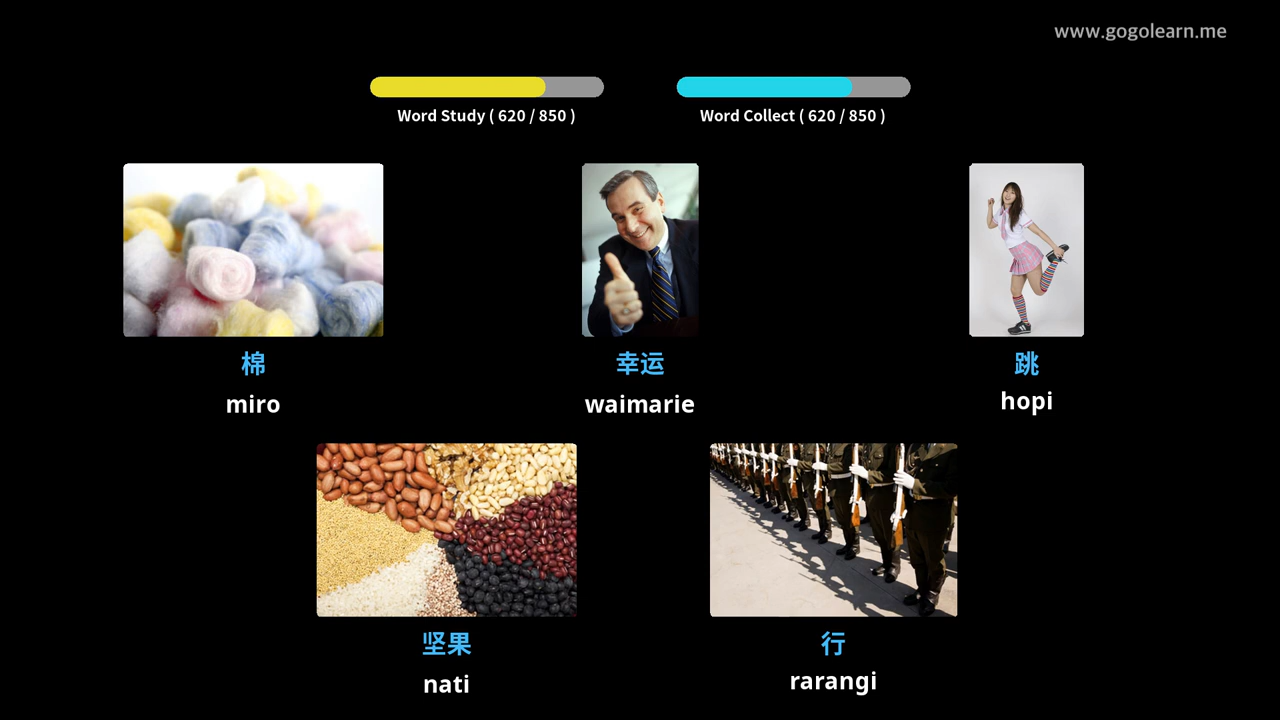 www.gogolearn.me
Word Study ( 620 / 850 )
Word Collect ( 620 / 850 )
棉
miro
幸运
waimarie
跳
hopi
坚果
nati
行
rarangi